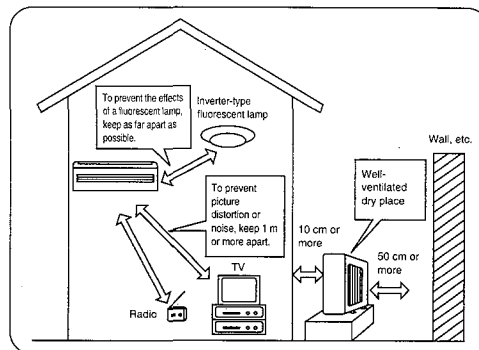 To prevent the effects
of a fluorescent lamp,
keep as far apart as
possible.
Inverter-type
fluorescent lamp
Wall, etc.
Well-
ventilated
dry place
To prevent
picture
distortion or
noise, keep 1 m
or more apart.
10 cm or
more
50 cm or
more
TV
Radio